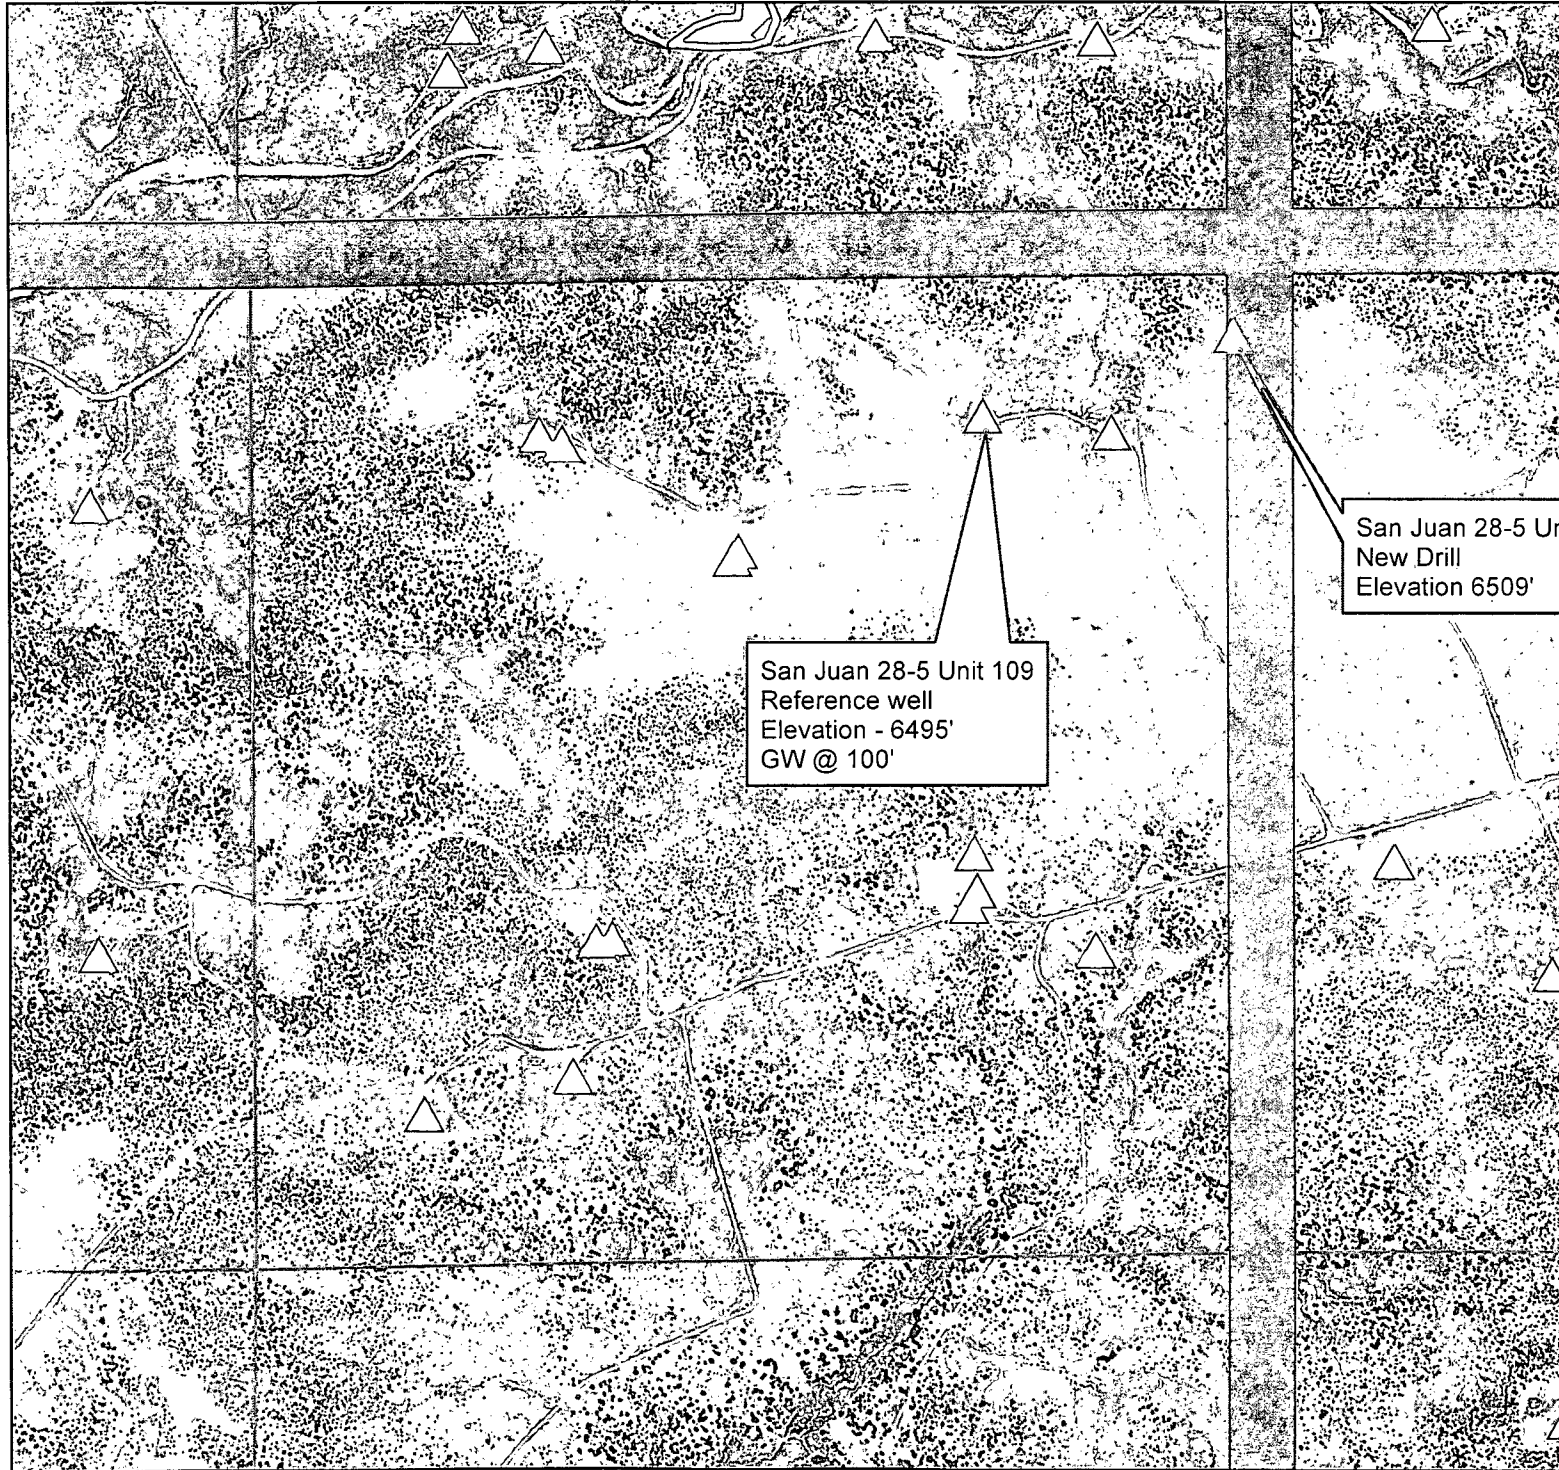 San Juan 28-5 Unit 109
Reference well
Elevation - 6495'
GW @ 100'
San Juan 28-5
New Drill
Elevation 6509'